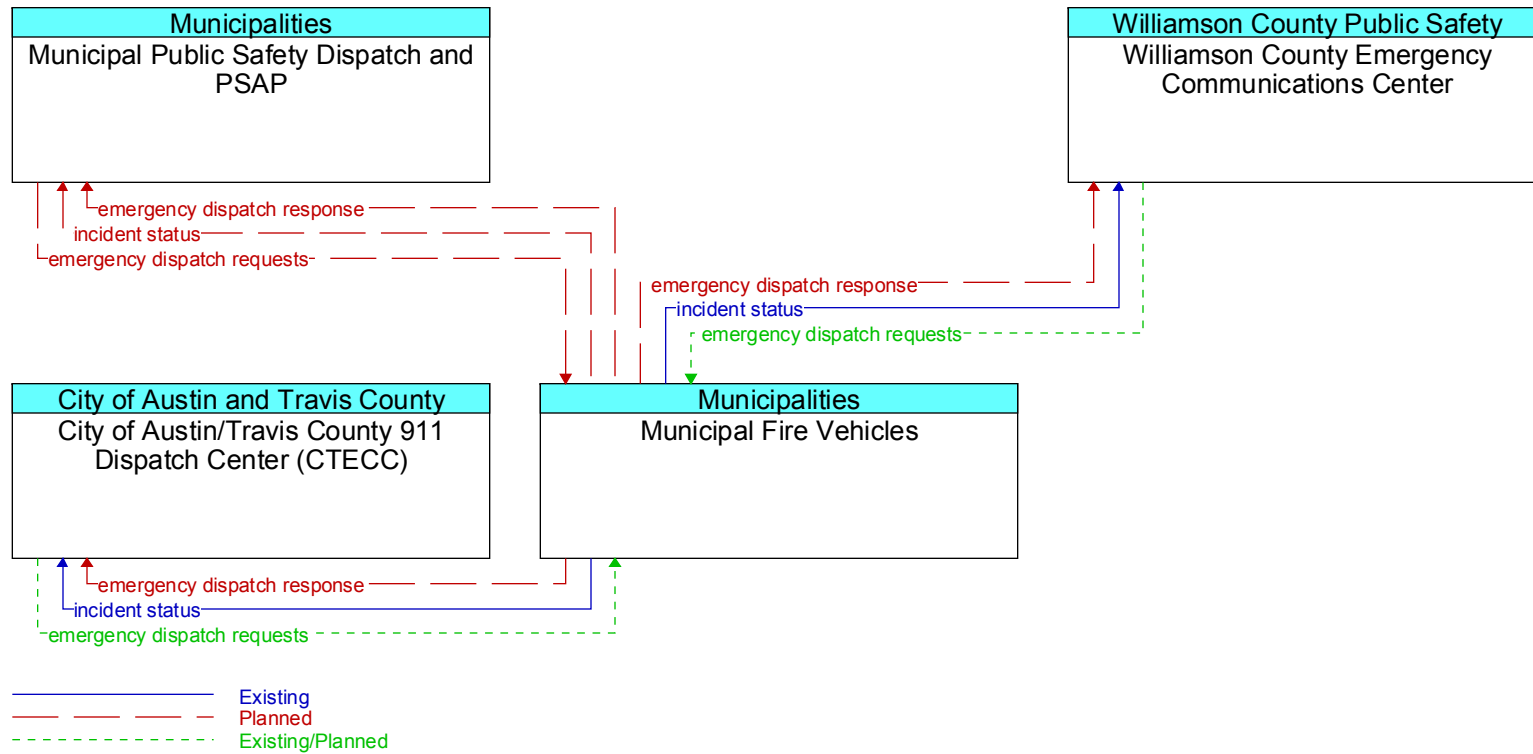 Municipalities
Municipal Public Safety Dispatch and
PSAP
Williamson County Public Safety
Williamson County Emergency
Communications Center
emergency dispatch response
incident status
emergency dispatch requests
emergency dispatch response
incident status
emergency dispatch requests
City of Austin and Travis County
City of Austin/Travis County 911
Dispatch Center (CTECC)
Municipalities
Municipal Fire Vehicles
emergency dispatch response
incident status
emergency dispatch requests
Existing
Planned
Existing/Planned